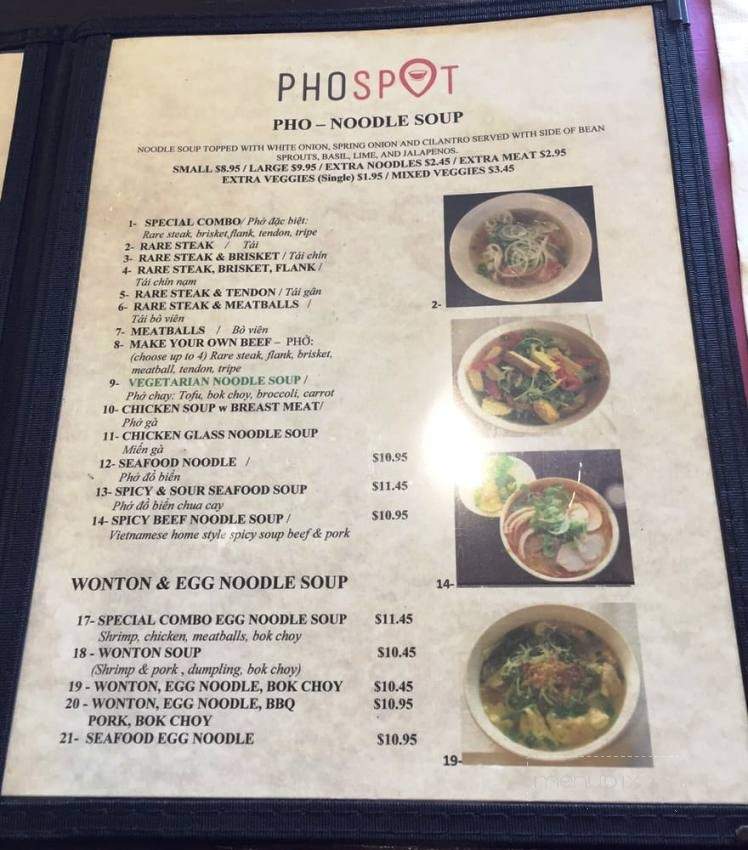 PHOSPOT
PHO – NOODLE SOUP
NOODLE SOUP TOPPED WITH WHITE ONION, SPRING ONION AND CILANTRO SERVED WITH SIDE OF BEAN
SPROUTS, BASIL, LIME, AND JALAPENOS.
SMALL $8.95 / LARGE $9.95 / EXTRA NOODLES $2.45 / EXTRA MEAT $2.95
EXTRA VEGGIES (Single) $1.95 / MIXED VEGGIES $3.45
1- SPECIAL COMBO/ Phở đặc biệt:
Rare steak, brisket,flank, tendon, tripe
2- RARE STEAK / Tái
3- RARE STEAK & BRISKET / Tái chín
4- RARE STEAK, BRISKET, FLANK /
Tái chín nạm
5- RARE STEAK & TENDON / Tái gân
6- RARE STEAK & MEATBALLS /
Tái bò viên
7- MEATBALLS / Bò viên
8- MAKE YOUR OWN BEEF – PHỞ:
(choose up to 4) Rare steak, flank, brisket,
meatball, tendon, tripe
9- VEGETARIAN NOODLE SOUP /
Phở chay: Tofu, bok choy, broccoli, carrot
10- CHICKEN SOUP w BREAST MEAT/
Phở gà
11- CHICKEN GLASS NOODLE SOUP
Miến gà
12- SEAFOOD NOODLE / $10.95
Phở đồ biển
13- SPICY & SOUR SEAFOOD SOUP $11.45
Phở đồ biển chua cay
14- SPICY BEEF NOODLE SOUP / $10.95
Vietnamese home style spicy soup beef & pork
2-
14-
WONTON & EGG NOODLE SOUP
17- SPECIAL COMBO EGG NOODLE SOUP $11.45
Shrimp, chicken, meatballs, bok choy
18 - WONTON SOUP $10.45
(Shrimp & pork , dumpling, bok choy)
19 - WONTON, EGG NOODLE, BOK CHOY $10.45
20 - WONTON, EGG NOODLE, BBQ $10.95
PORK, BOK CHOY
21- SEAFOOD EGG NOODLE $10.95
19-
menupix